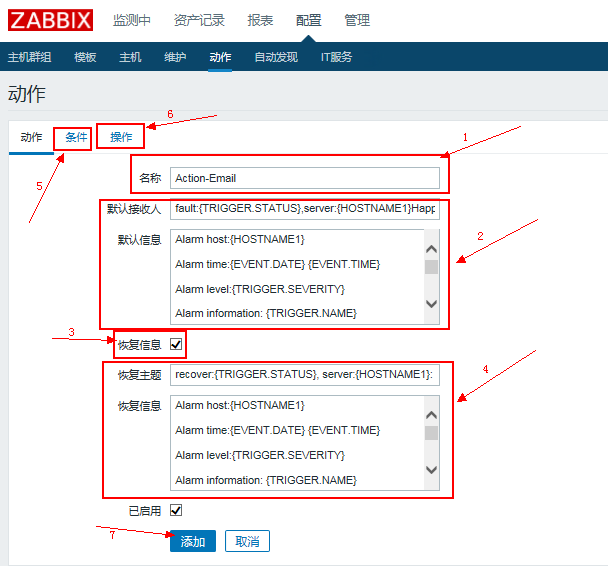 ZABBIX 监测中 资产记录 报表 配置 管理
主机群组 模板 主机 维护 动作 自动发现 IT服务
动作
6
动作 条件 操作
1
5
名称 Action-Email
默认接收人 fault:{TRIGGER.STATUS},server:{HOSTNAME1}Happ
2
默认信息 Alarm host:{HOSTNAME1}
Alarm time:{EVENT.DATE} {EVENT.TIME}
Alarm level:{TRIGGER.SEVERITY}
Alarm information: {TRIGGER.NAME}
3
恢复信息
4
恢复主题 recover:{TRIGGER.STATUS}, server:{HOSTNAME1}:
恢复信息 Alarm host:{HOSTNAME1}
Alarm time:{EVENT.DATE} {EVENT.TIME}
Alarm level:{TRIGGER.SEVERITY}
Alarm information: {TRIGGER.NAME}
已启用
7
添加 取消